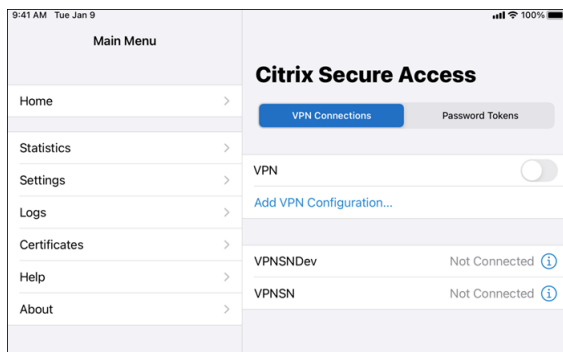 9:41 AM Tue Jan 9
100%
Main Menu
Home
Statistics
Settings
Logs
Certificates
Help
About
Citrix Secure Access
VPN Connections
Password Tokens
VPN
Add VPN Configuration...
VPNSNDev Not Connected
VPNSN Not Connected